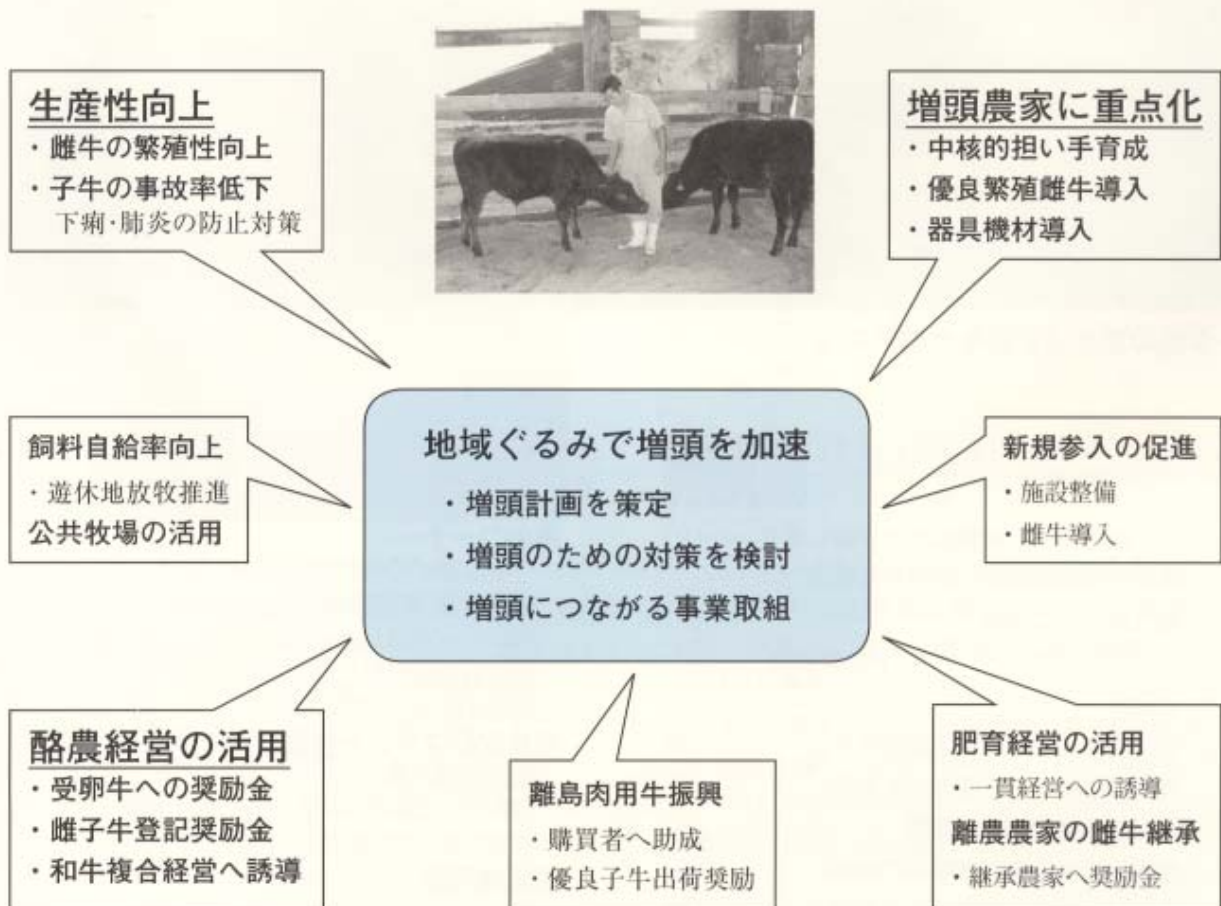 生産性向上
・雌牛の繁殖性向上
・子牛の事故率低下
下痢・肺炎の防止対策
増頭農家に重点化
・中核的担い手育成
・優良繁殖雌牛導入
・器具機材導入
飼料自給率向上
・遊休地放牧推進
公共牧場の活用
地域ぐるみで増頭を加速
・増頭計画を策定
・増頭のための対策を検討
・増頭につながる事業取組
新規参入の促進
・施設整備
・雌牛導入
酪農経営の活用
・受卵牛への奨励金
・雌子牛登記奨励金
・和牛複合経営へ誘導
離島肉用牛振興
・購買者へ助成
・優良子牛出荷奨励
肥育経営の活用
・一貫経営への誘導
離農農家の雌牛継承
・継承農家へ奨励金